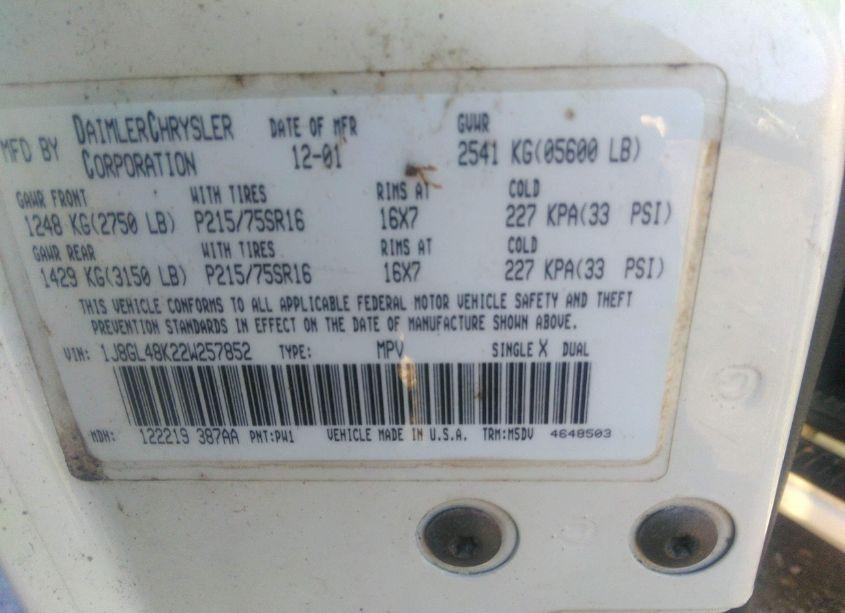 MFD BY DAIMLERCHRYSLER CORPORATION DATE OF MFR 12-01 GVWR 2541 KG(05600 LB)
GAWR FRONT WITH TIRES RIMS AT COLD
1248 KG(2750 LB) P215/75SR16 16X7 227 KPA(33 PSI)
GAWR REAR WITH TIRES RIMS AT COLD
1429 KG(3150 LB) P215/75SR16 16X7 227 KPA(33 PSI)
THIS VEHICLE CONFORMS TO ALL APPLICABLE FEDERAL MOTOR VEHICLE SAFETY AND THEFT
PREVENTION STANDARDS IN EFFECT ON THE DATE OF MANUFACTURE SHOWN ABOVE.
VIN: 1J8GL48K22W257852 TYPE: MPV SINGLE X DUAL
MDH: 122219 387AA PNT:PW1 VEHICLE MADE IN U.S.A. TRM:M5DV 4648503